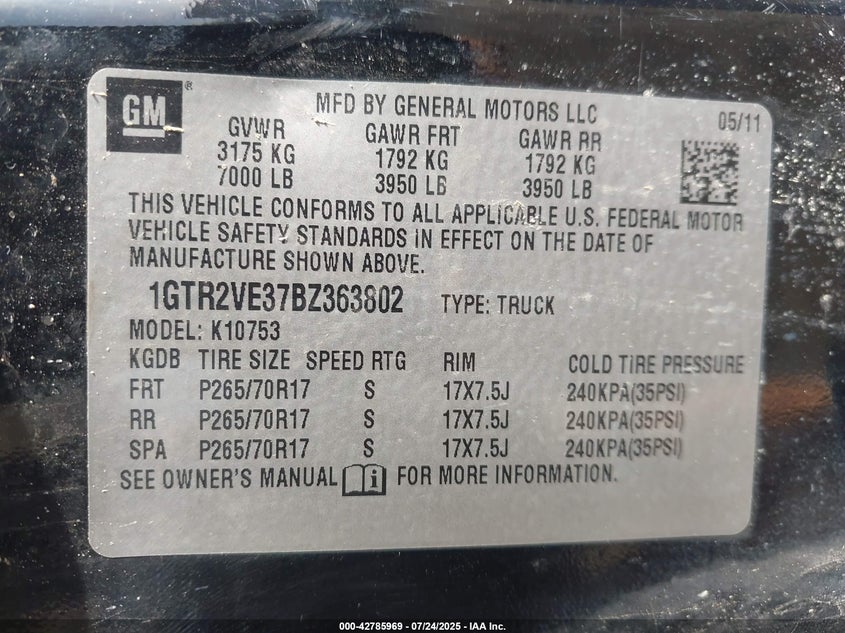 GM®
MFD BY GENERAL MOTORS LLC
05/11
GVWR GAWR FRT GAWR RR
3175 KG 1792 KG 1792 KG
7000 LB 3950 LB 3950 LB
THIS VEHICLE CONFORMS TO ALL APPLICABLE U.S. FEDERAL MOTOR
VEHICLE SAFETY STANDARDS IN EFFECT ON THE DATE OF
MANUFACTURE SHOWN ABOVE.
1GTR2VE37BZ363802 TYPE: TRUCK
MODEL: K10753
KGDB TIRE SIZE SPEED RTG RIM COLD TIRE PRESSURE
FRT P265/70R17 S 17X7.5J 240KPA(35PSI)
RR P265/70R17 S 17X7.5J 240KPA(35PSI)
SPA P265/70R17 S 17X7.5J 240KPA(35PSI)
SEE OWNER'S MANUAL FOR MORE INFORMATION.
000-42785969 - 07/24/2025 - IAA Inc.